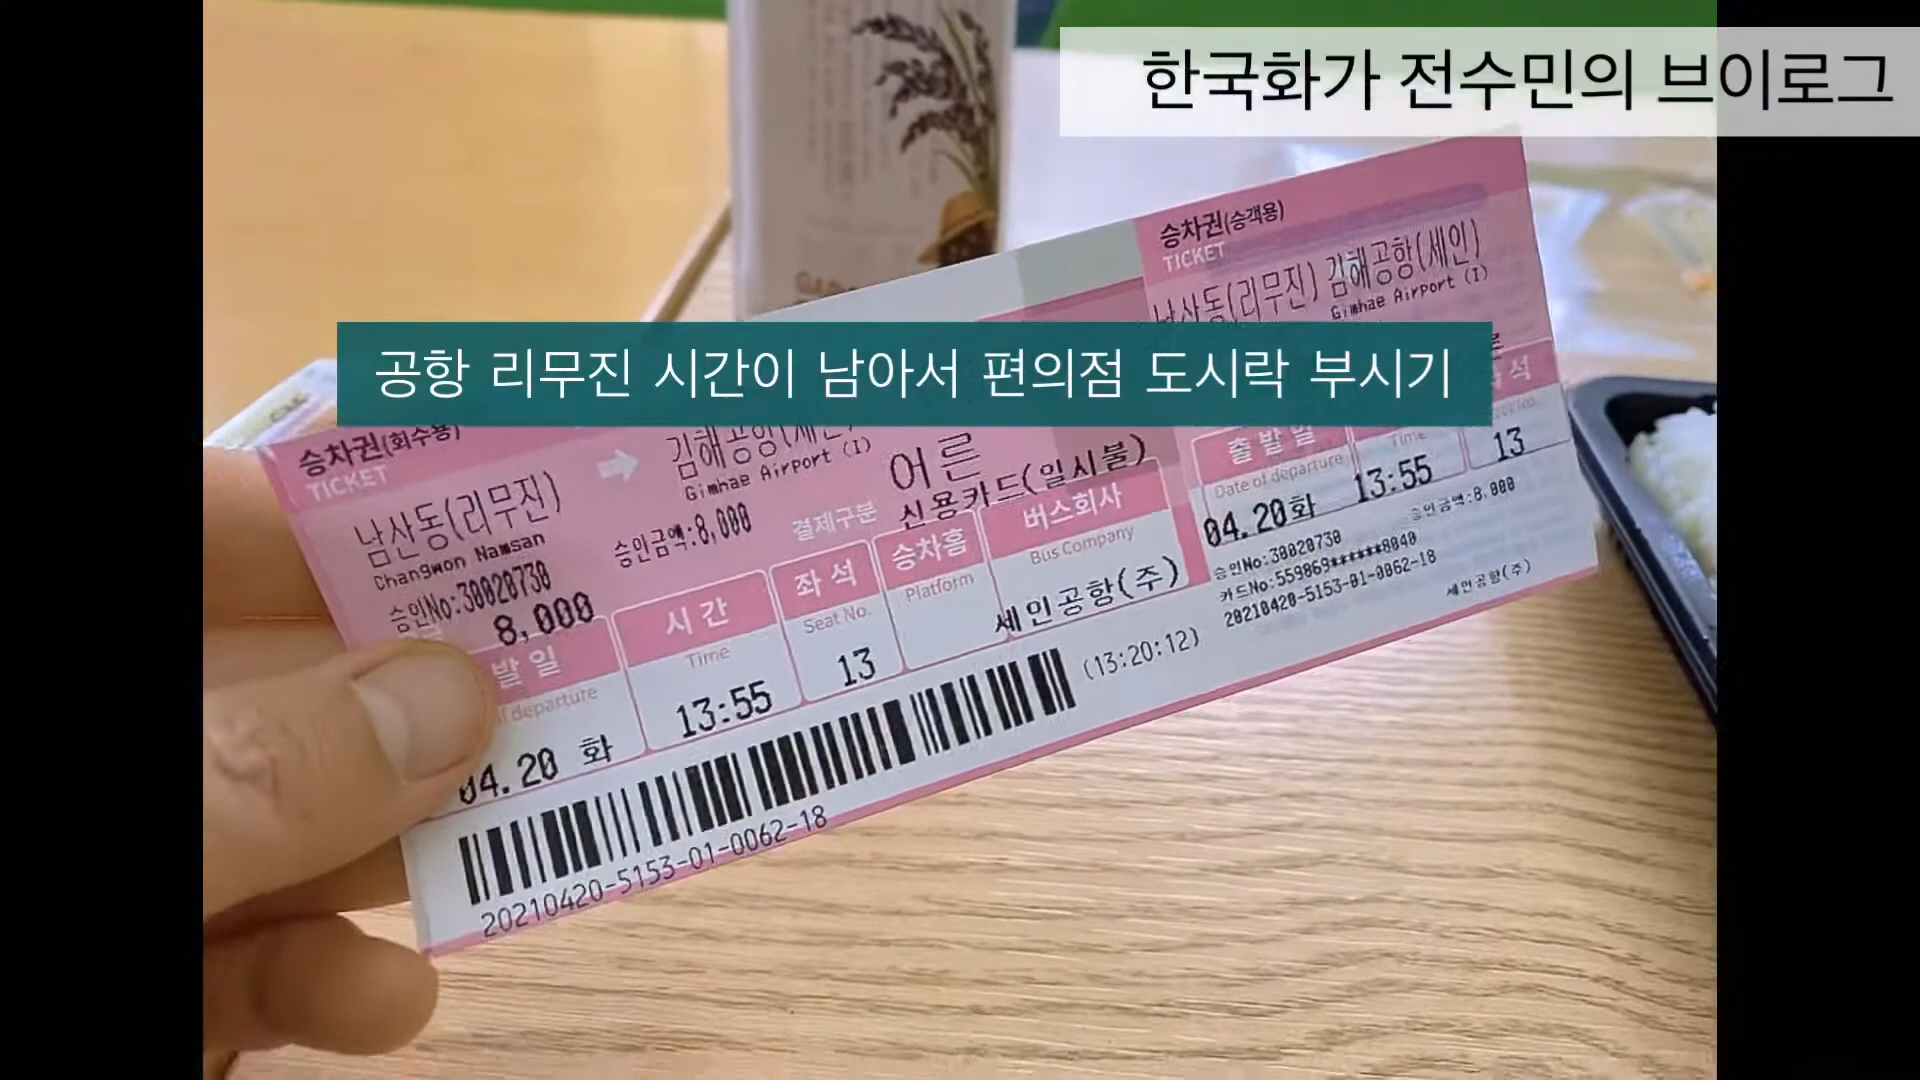 한국화가 전수민의 브이로그
공항 리무진 시간이 남아서 편의점 도시락 부시기
승차권(회수용)
TICKET
남산동(리무진)
Changwon Namsan
김해공항(세인)
Gimhae Airport (I)
승인No:30020730
8,000
승인금액:8,000
결제구분
어른
신용카드(일시불)
발일
departure
04.20 화
시간
Time
13:55
좌석
Seat No.
13
승차홈
Platform
버스회사
Bus Company
세인공항(주)
(13:20:12)
20210420-5153-01-0062-18
승차권(승객용)
TICKET
남산동(리무진) 김해공항(세인)
Gimhae Airport (I)
출발일
Date of departure
04.20화
Time
13:55
석
13
승인No:30020730
승인금액:8,000
카드No:559869******8040
20210420-5153-01-0062-18
세인공항(주)